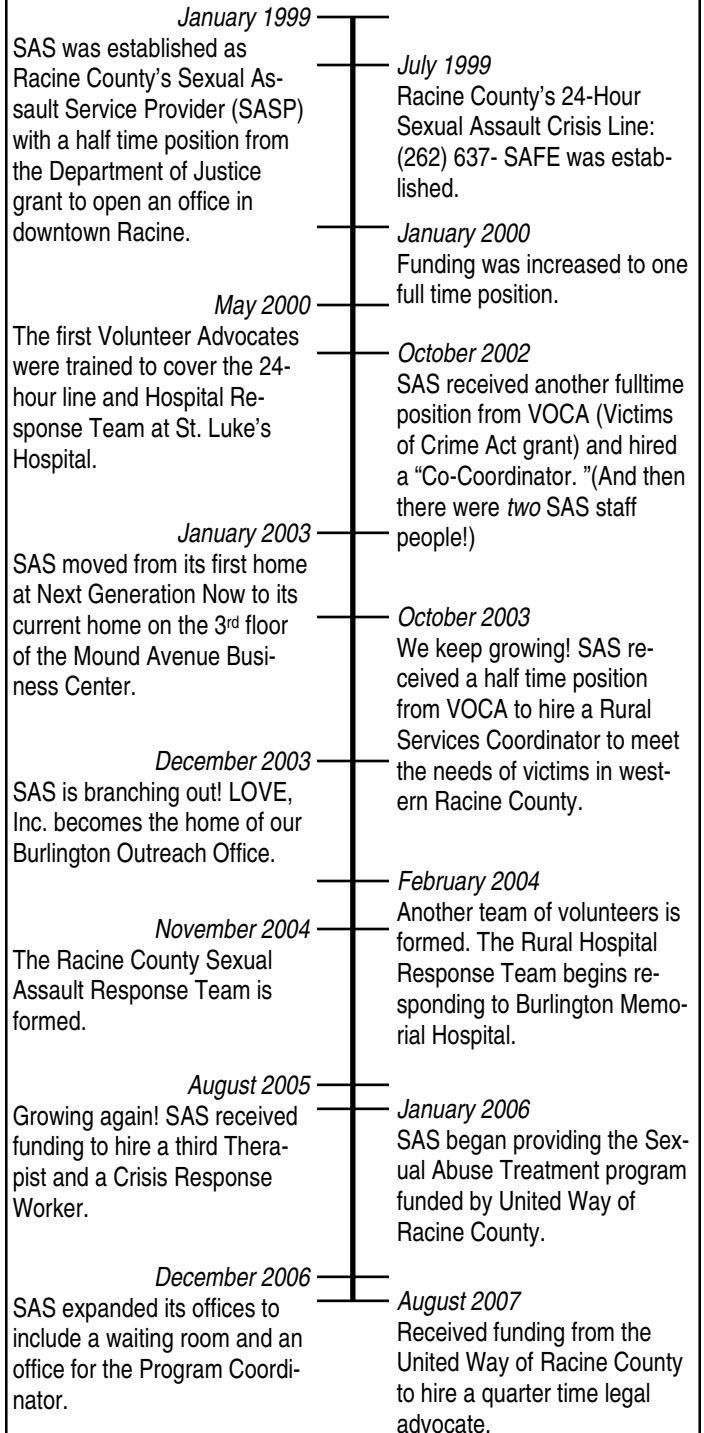 January 1999
SAS was established as
Racine County's Sexual As-
sault Service Provider (SASP)
with a half time position from
the Department of Justice
grant to open an office in
downtown Racine.
July 1999
Racine County's 24-Hour
Sexual Assault Crisis Line:
(262) 637- SAFE was estab-
lished.
January 2000
Funding was increased to one
full time position.
May 2000
The first Volunteer Advocates
were trained to cover the 24-
hour line and Hospital Re-
sponse Team at St. Luke's
Hospital.
October 2002
SAS received another fulltime
position from VOCA (Victims
of Crime Act grant) and hired
a “Co-Coordinator. ”(And then
there were two SAS staff
people!)
January 2003
SAS moved from its first home
at Next Generation Now to its
current home on the 3rd floor
of the Mound Avenue Busi-
ness Center.
October 2003
We keep growing! SAS re-
ceived a half time position
from VOCA to hire a Rural
Services Coordinator to meet
the needs of victims in west-
ern Racine County.
December 2003
SAS is branching out! LOVE,
Inc. becomes the home of our
Burlington Outreach Office.
February 2004
Another team of volunteers is
formed. The Rural Hospital
Response Team begins re-
sponding to Burlington Memo-
rial Hospital.
November 2004
The Racine County Sexual
Assault Response Team is
formed.
August 2005
Growing again! SAS received
funding to hire a third Thera-
pist and a Crisis Response
Worker.
January 2006
SAS began providing the Sex-
ual Abuse Treatment program
funded by United Way of
Racine County.
December 2006
SAS expanded its offices to
include a waiting room and an
office for the Program Coordi-
nator.
August 2007
Received funding from the
United Way of Racine County
to hire a quarter time legal
advocate.